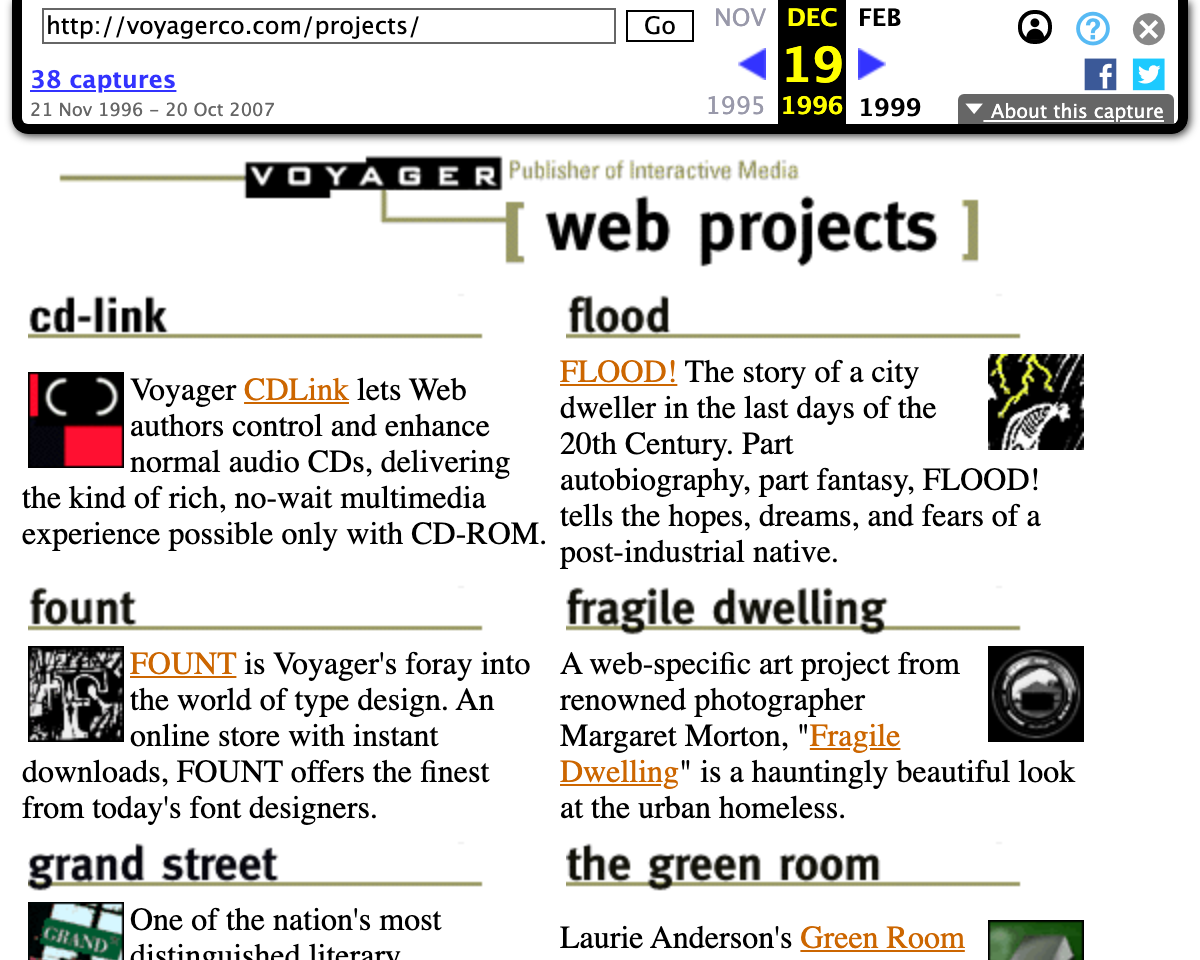 http://voyagerco.com/projects/
Go
NOV DEC FEB
19
1995 1996 1999
38 captures
21 Nov 1996 – 20 Oct 2007
About this capture
VOYAGER Publisher of Interactive Media
[ web projects ]
cd-link
Voyager CDLink lets Web
authors control and enhance
normal audio CDs, delivering
the kind of rich, no-wait multimedia
experience possible only with CD-ROM.
flood
FLOOD! The story of a city
dweller in the last days of the
20th Century. Part
autobiography, part fantasy, FLOOD!
tells the hopes, dreams, and fears of a
post-industrial native.
fount
FOUNT is Voyager's foray into
the world of type design. An
online store with instant
downloads, FOUNT offers the finest
from today's font designers.
fragile dwelling
A web-specific art project from
renowned photographer
Margaret Morton, "Fragile
Dwelling" is a hauntingly beautiful look
at the urban homeless.
grand street
GRAND
One of the nation's most
distinguished literary
the green room
Laurie Anderson's Green Room